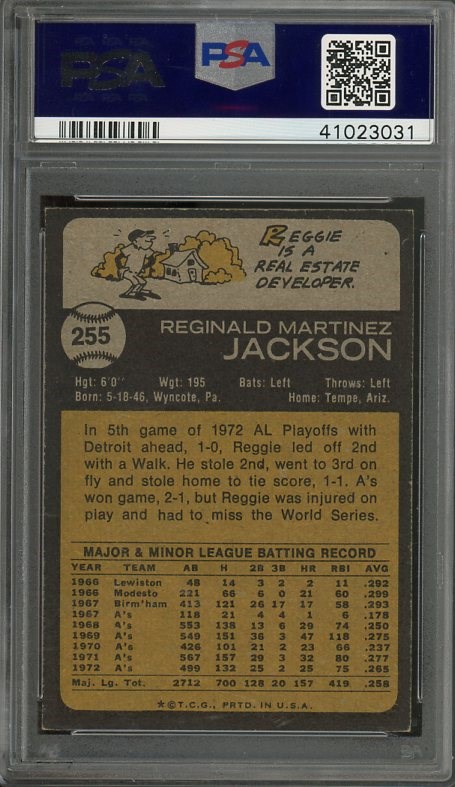 PSA
PSA
41023031
REGGIE
IS A
REAL ESTATE
DEVELOPER.
255
REGINALD MARTINEZ
JACKSON
Hgt: 6'0" Wgt: 195 Bats: Left Throws: Left
Born: 5-18-46, Wyncote, Pa. Home: Tempe, Ariz.
In 5th game of 1972 AL Playoffs with
Detroit ahead, 1-0, Reggie led off 2nd
with a Walk. He stole 2nd, went to 3rd on
fly and stole home to tie score, 1-1. A's
won game, 2-1, but Reggie was injured on
play and had to miss the World Series.
MAJOR & MINOR LEAGUE BATTING RECORD
YEAR TEAM AB H 2B 3B HR RBI AVG
1966 Lewiston 48 14 3 2 2 11 .292
1966 Modesto 221 66 6 0 21 60 .299
1967 Birm'ham 413 121 26 17 17 58 .293
1967 A's 118 21 4 4 1 6 .178
1968 A's 553 138 13 6 29 74 .250
1969 A's 549 151 36 3 47 118 .275
1970 A's 426 101 21 2 23 66 .237
1971 A's 567 157 29 3 32 80 .277
1972 A's 499 132 25 2 25 75 .265
Maj. Lg. Tot. 2712 700 128 20 157 419 .258
★©T.C.G., PRTD. IN U.S.A.